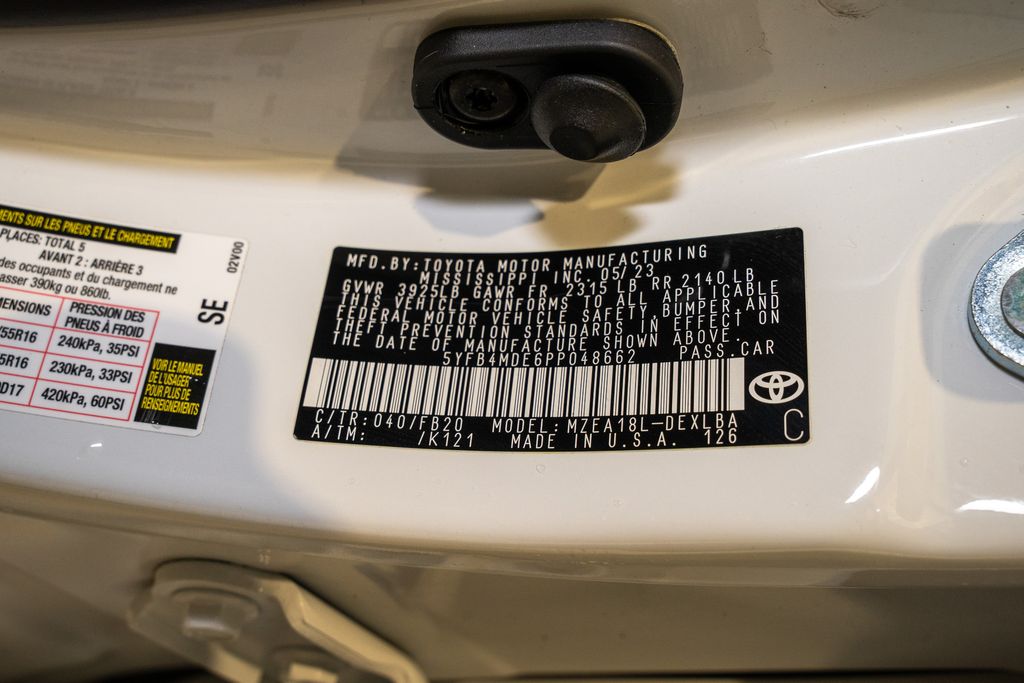 MENTS SUR LES PNEUS ET LE CHARGEMENT
PLACES: TOTAL 5
AVANT 2 : ARRIÈRE 3
des occupants et du chargement ne
asser 390kg ou 860lb.
MENSIONS
PRESSION DES
PNEUS À FROID
55R16
240kPa, 35PSI
5R16
230kPa, 33PSI
D17
420kPa, 60PSI
VOIR LE MANUEL
DE L'USAGER
POUR PLUS DE
RENSEIGNEMENTS
02V00
SE
MFD. BY: TOYOTA MOTOR MANUFACTURING
MISSISSIPPI INC. 05/23
GVWR 3925LB GAWR FR 2315 LB RR 2140 LB
THIS VEHICLE CONFORMS TO ALL APPLICABLE
FEDERAL MOTOR VEHICLE SAFETY, BUMPER, AND
THEFT PREVENTION STANDARDS IN EFFECT ON
THE DATE OF MANUFACTURE SHOWN ABOVE.
5YFB4MDE6PP048662 PASS. CAR
C/TR: 040/FB20 MODEL: MZEA18L-DEXLBA
A/TM: /K121 MADE IN U.S.A. 126
C